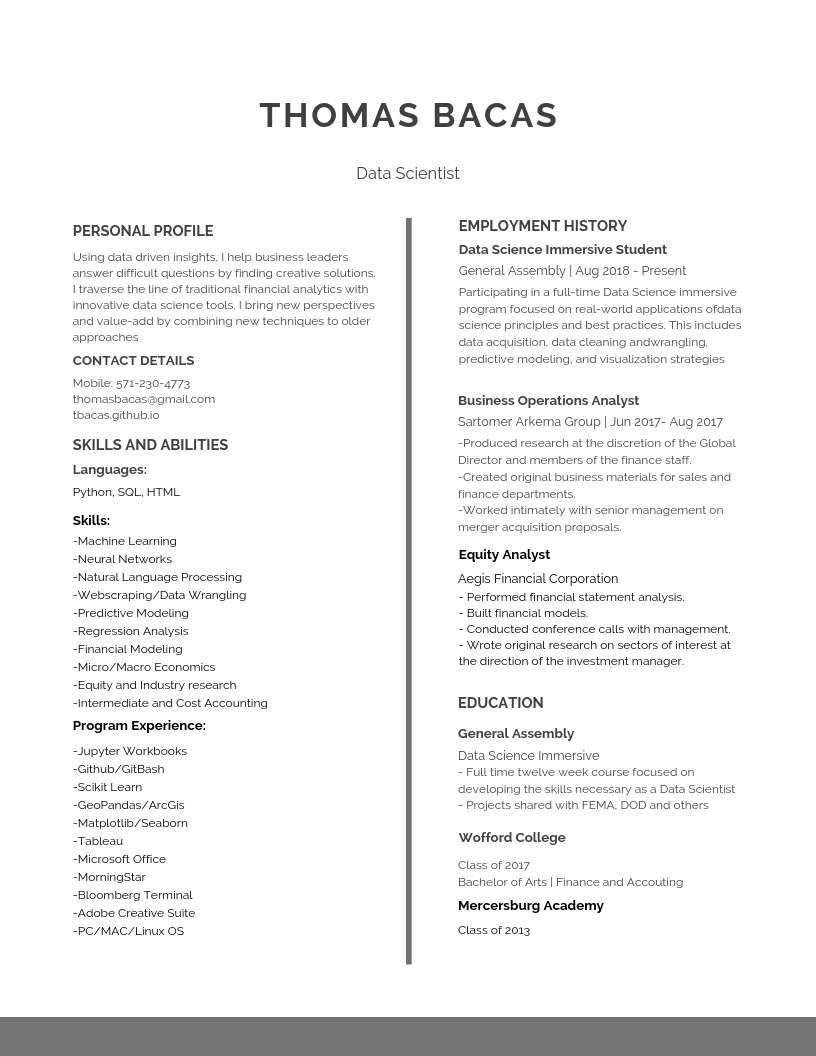 THOMAS BACAS
Data Scientist
PERSONAL PROFILE
Using data driven insights, I help business leaders
answer difficult questions by finding creative solutions.
I traverse the line of traditional financial analytics with
innovative data science tools. I bring new perspectives
and value-add by combining new techniques to older
approaches
CONTACT DETAILS
Mobile: 571-230-4773
thomasbacas@gmail.com
tbacas.github.io
SKILLS AND ABILITIES
Languages:
Python, SQL, HTML
Skills:
-Machine Learning
-Neural Networks
-Natural Language Processing
-Webscraping/Data Wrangling
-Predictive Modeling
-Regression Analysis
-Financial Modeling
-Micro/Macro Economics
-Equity and Industry research
-Intermediate and Cost Accounting
Program Experience:
-Jupyter Workbooks
-Github/GitBash
-Scikit Learn
-GeoPandas/ArcGis
-Matplotlib/Seaborn
-Tableau
-Microsoft Office
-MorningStar
-Bloomberg Terminal
-Adobe Creative Suite
-PC/MAC/Linux OS
EMPLOYMENT HISTORY
Data Science Immersive Student
General Assembly | Aug 2018 - Present
Participating in a full-time Data Science immersive
program focused on real-world applications ofdata
science principles and best practices. This includes
data acquisition, data cleaning andwrangling,
predictive modeling, and visualization strategies
Business Operations Analyst
Sartomer Arkema Group | Jun 2017- Aug 2017
-Produced research at the discretion of the Global
Director and members of the finance staff.
-Created original business materials for sales and
finance departments.
-Worked intimately with senior management on
merger acquisition proposals.
Equity Analyst
Aegis Financial Corporation
- Performed financial statement analysis.
- Built financial models.
- Conducted conference calls with management.
- Wrote original research on sectors of interest at
the direction of the investment manager.
EDUCATION
General Assembly
Data Science Immersive
- Full time twelve week course focused on
developing the skills necessary as a Data Scientist
- Projects shared with FEMA, DOD and others
Wofford College
Class of 2017
Bachelor of Arts | Finance and Accouting
Mercersburg Academy
Class of 2013